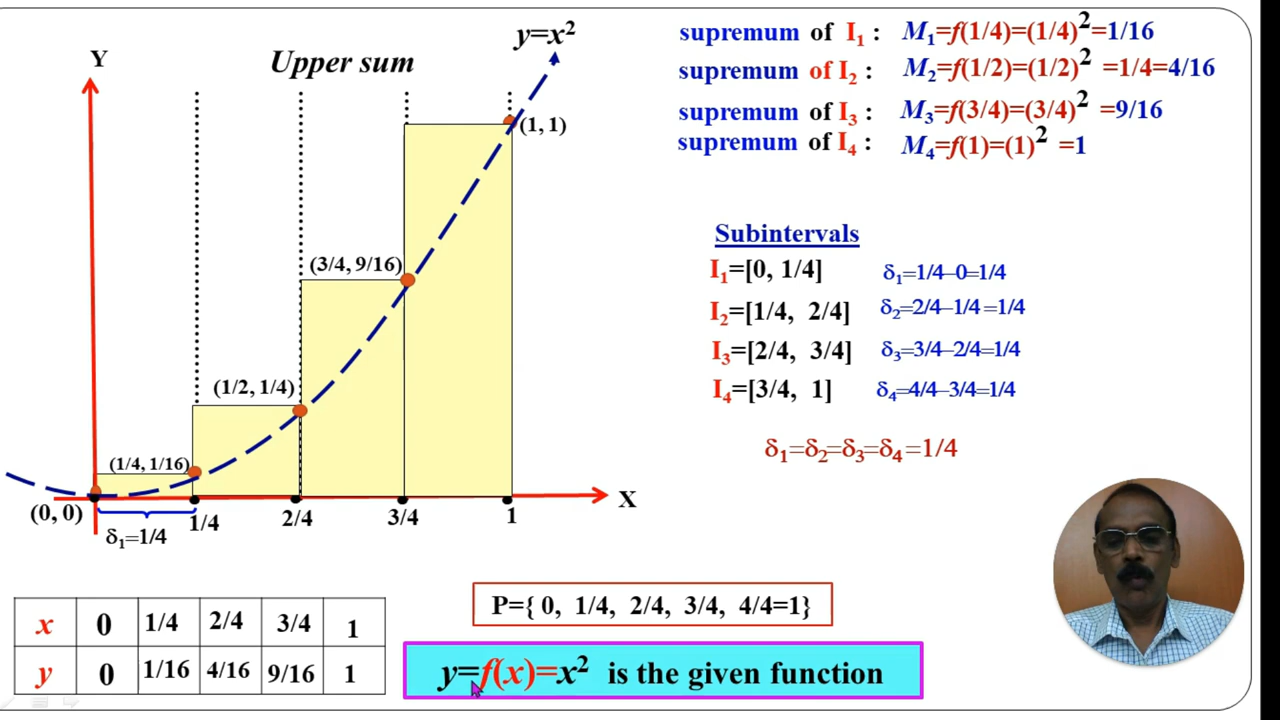 Upper sum
y=x²
Y
(1, 1)
(3/4, 9/16)
(1/2, 1/4)
(1/4, 1/16)
(0, 0)
δ₁=1/4
1/4
2/4
3/4
1
X
supremum of I₁ : M₁=f(1/4)=(1/4)²=1/16
supremum of I₂ : M₂=f(1/2)=(1/2)² =1/4=4/16
supremum of I₃ : M₃=f(3/4)=(3/4)² =9/16
supremum of I₄ : M₄=f(1)=(1)² =1
Subintervals
I₁=[0, 1/4] δ₁=1/4–0=1/4
I₂=[1/4, 2/4] δ₂=2/4–1/4=1/4
I₃=[2/4, 3/4] δ₃=3/4–2/4=1/4
I₄=[3/4, 1] δ₄=4/4–3/4=1/4
δ₁=δ₂=δ₃=δ₄=1/4
x 0 1/4 2/4 3/4 1
y 0 1/16 4/16 9/16 1
P={ 0, 1/4, 2/4, 3/4, 4/4=1}
y=f(x)=x² is the given function